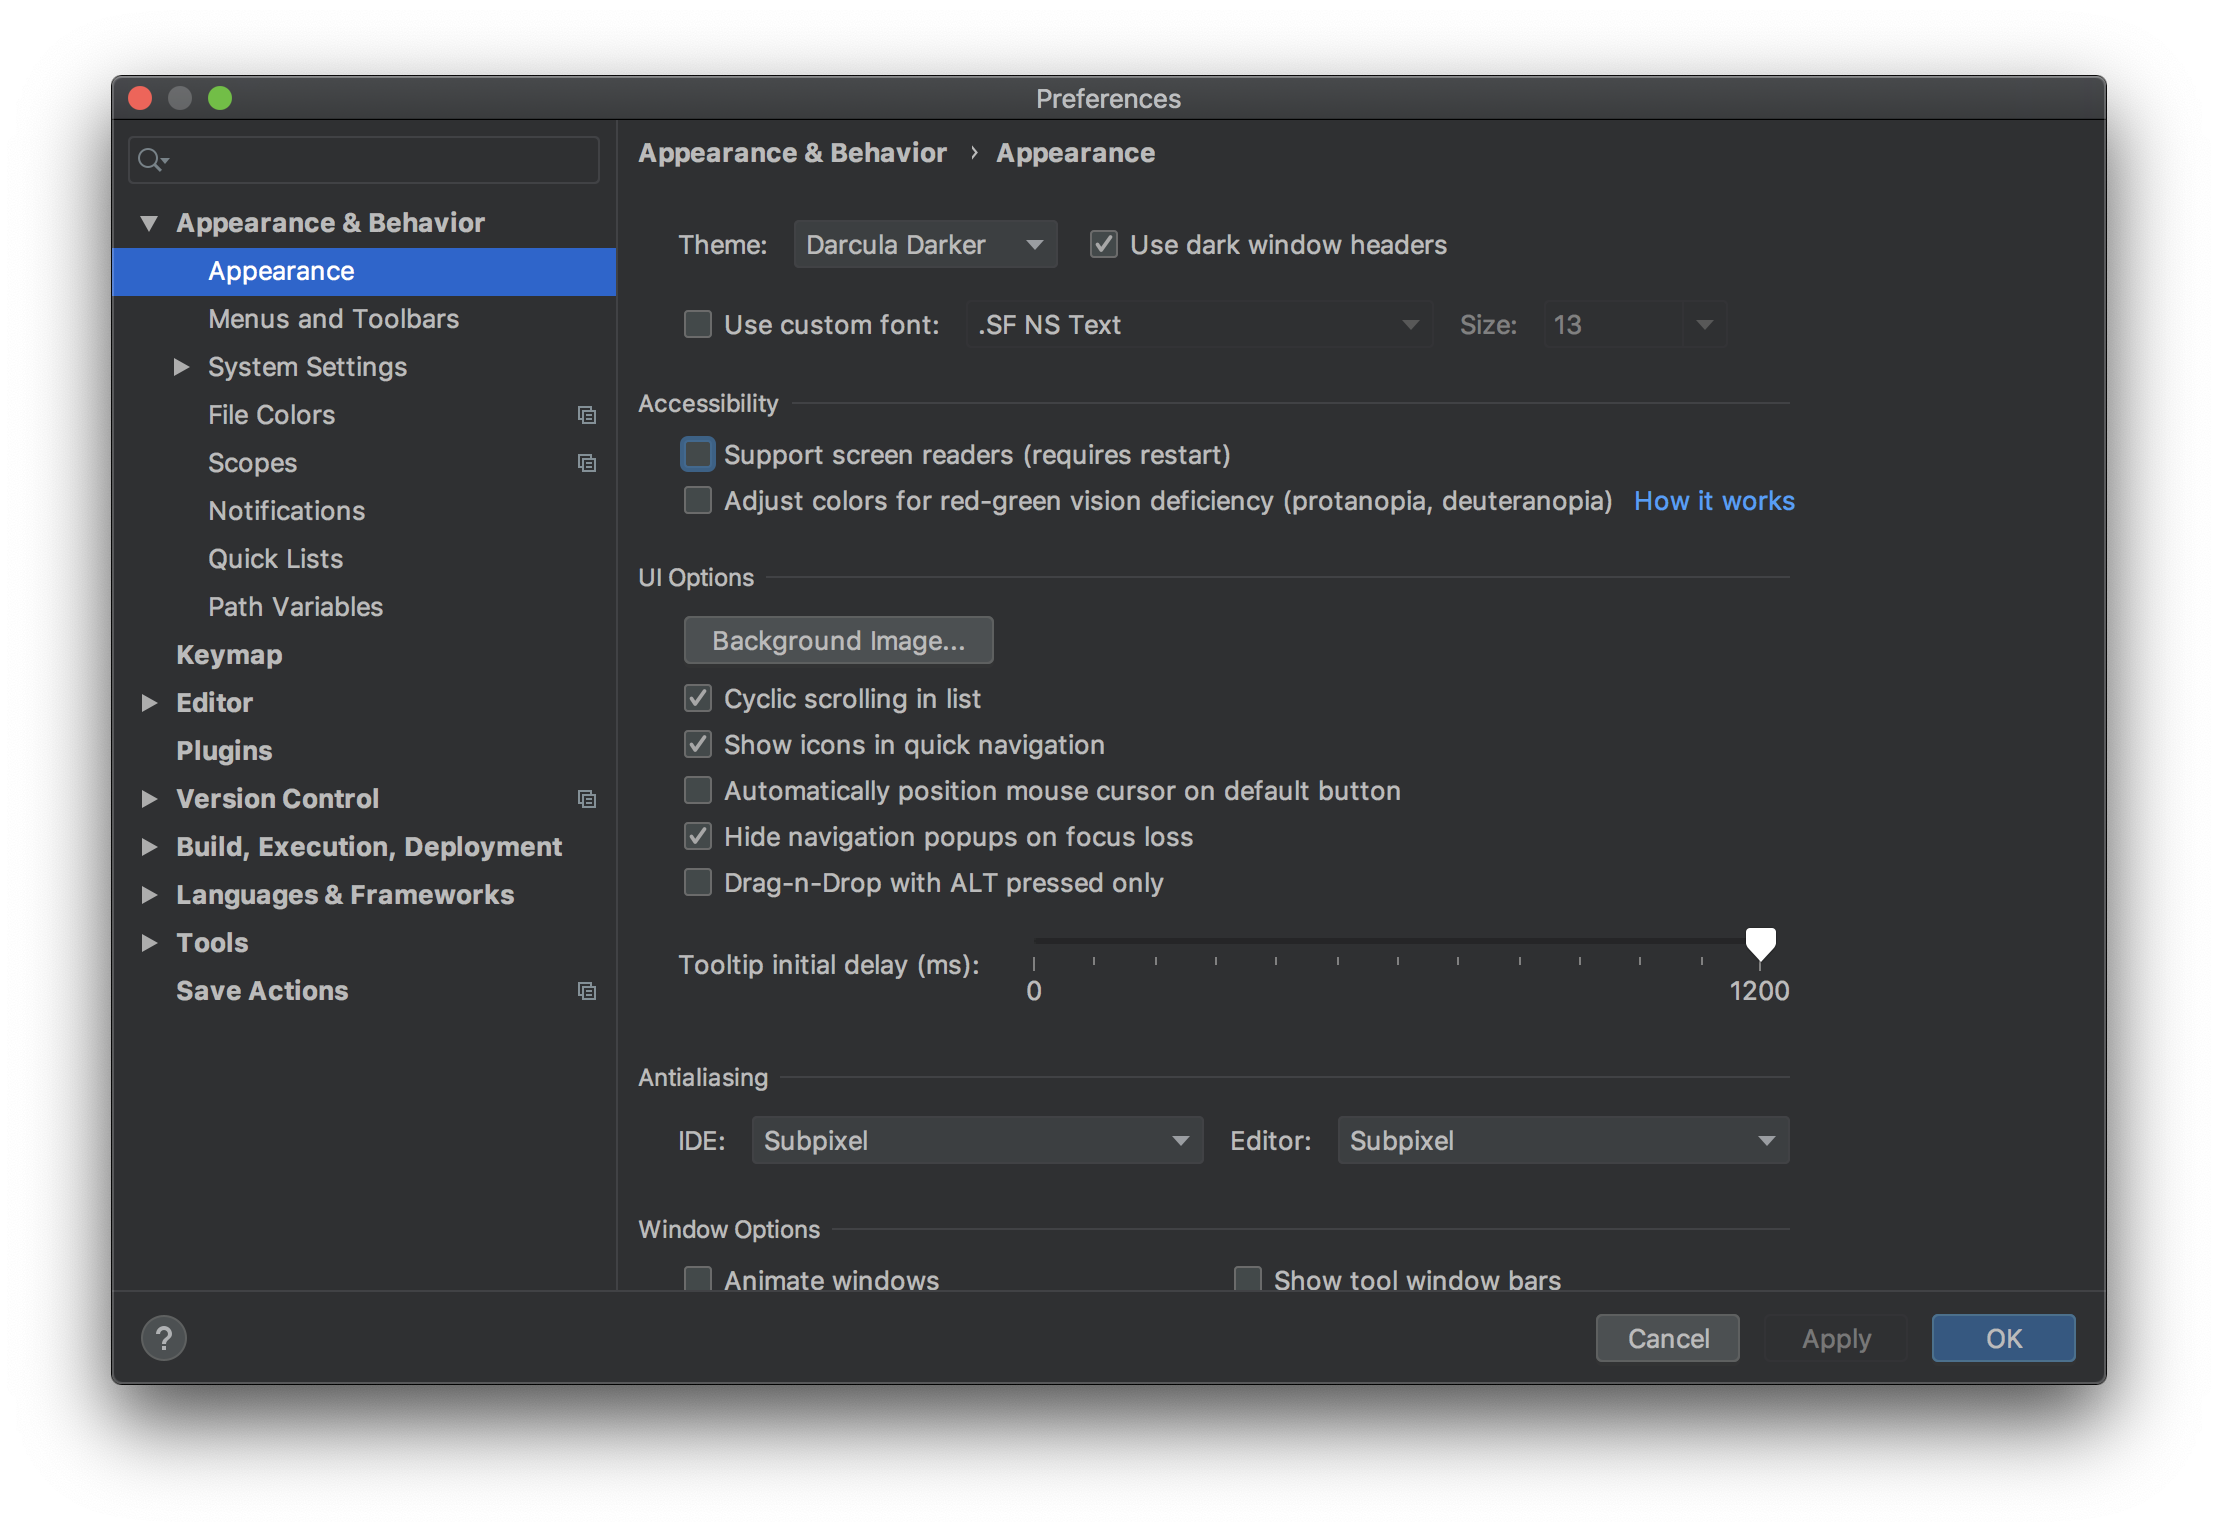 Preferences
Appearance & Behavior
Appearance
Menus and Toolbars
System Settings
File Colors
Scopes
Notifications
Quick Lists
Path Variables
Keymap
Editor
Plugins
Version Control
Build, Execution, Deployment
Languages & Frameworks
Tools
Save Actions
Appearance & Behavior › Appearance
Theme: Darcula Darker Use dark window headers
Use custom font: .SF NS Text Size: 13
Accessibility
Support screen readers (requires restart)
Adjust colors for red-green vision deficiency (protanopia, deuteranopia) How it works
UI Options
Background Image...
Cyclic scrolling in list
Show icons in quick navigation
Automatically position mouse cursor on default button
Hide navigation popups on focus loss
Drag-n-Drop with ALT pressed only
Tooltip initial delay (ms):
0 1200
Antialiasing
IDE: Subpixel Editor: Subpixel
Window Options
Animate windows Show tool window bars
? Cancel Apply OK